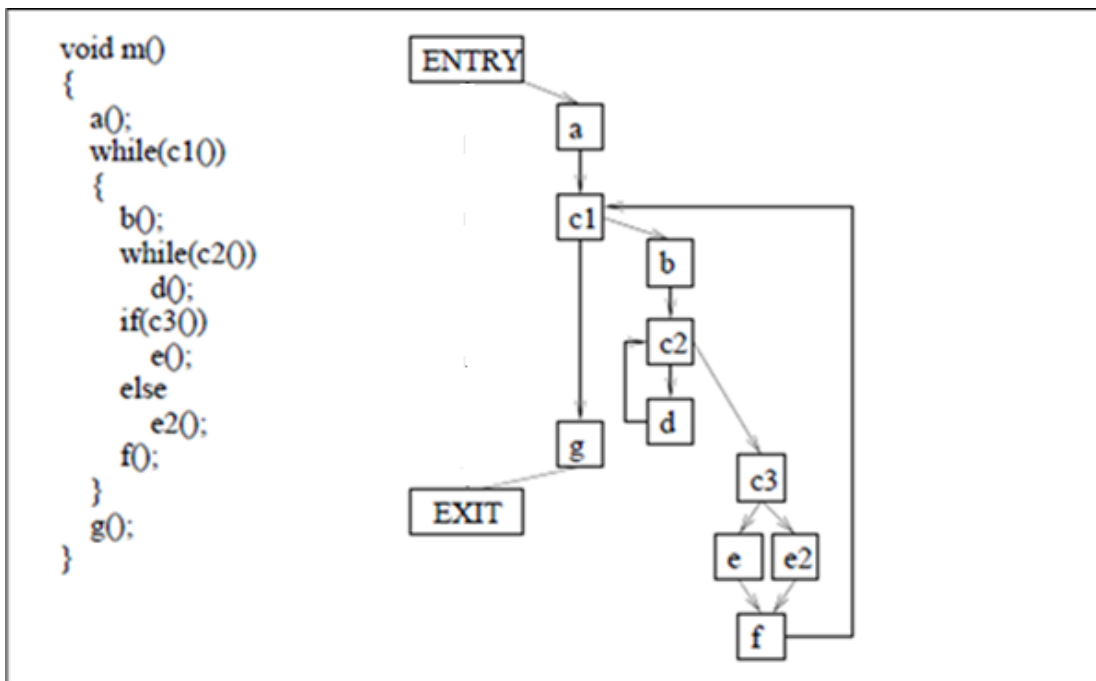 void m()
{
a();
while(c1())
{
b();
while(c2())
d();
if(c3())
e();
else
e2();
f();
}
g();
}
ENTRY
a
c1
b
c2
d
g
c3
EXIT
e e2
f